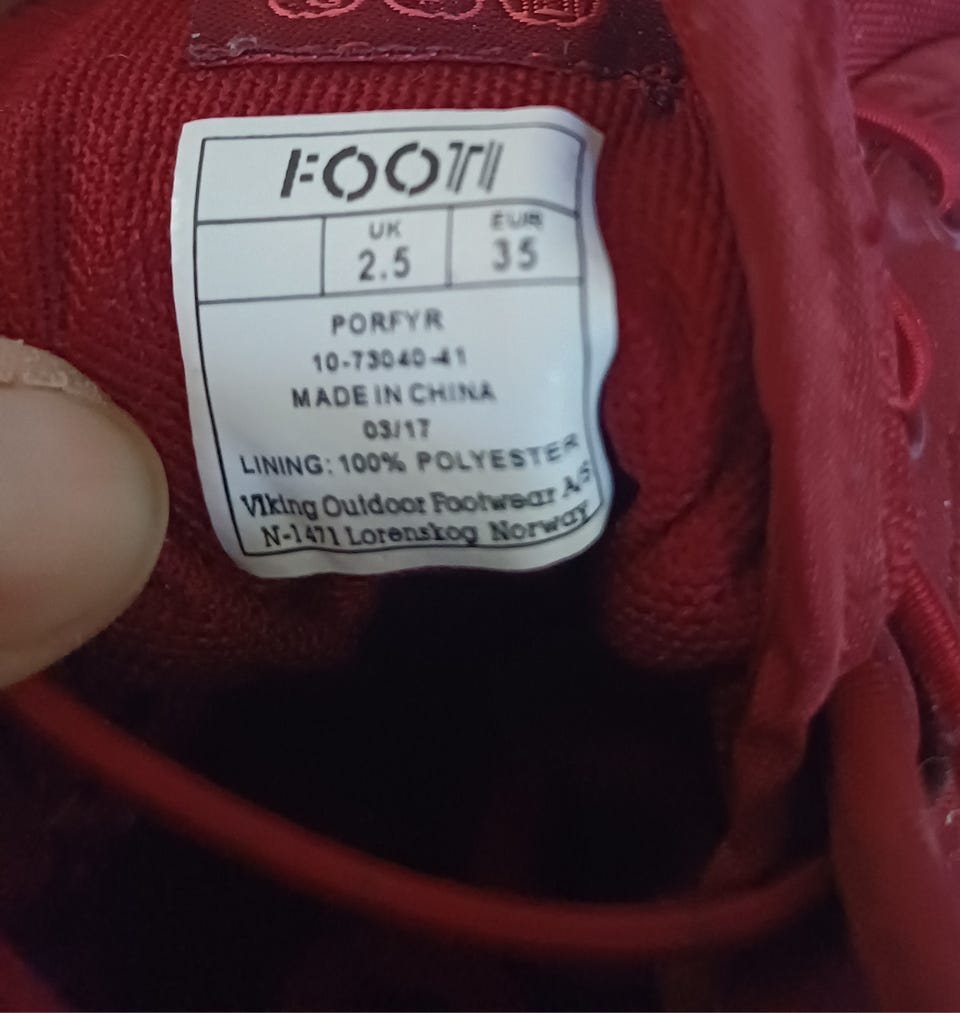 FOOTI
UK EUR
2.5 35
PORFYR
10-73040-41
MADE IN CHINA
03/17
LINING: 100% POLYESTER
Viking Outdoor Footwear A/S
N-1471 Lorenskog Norway